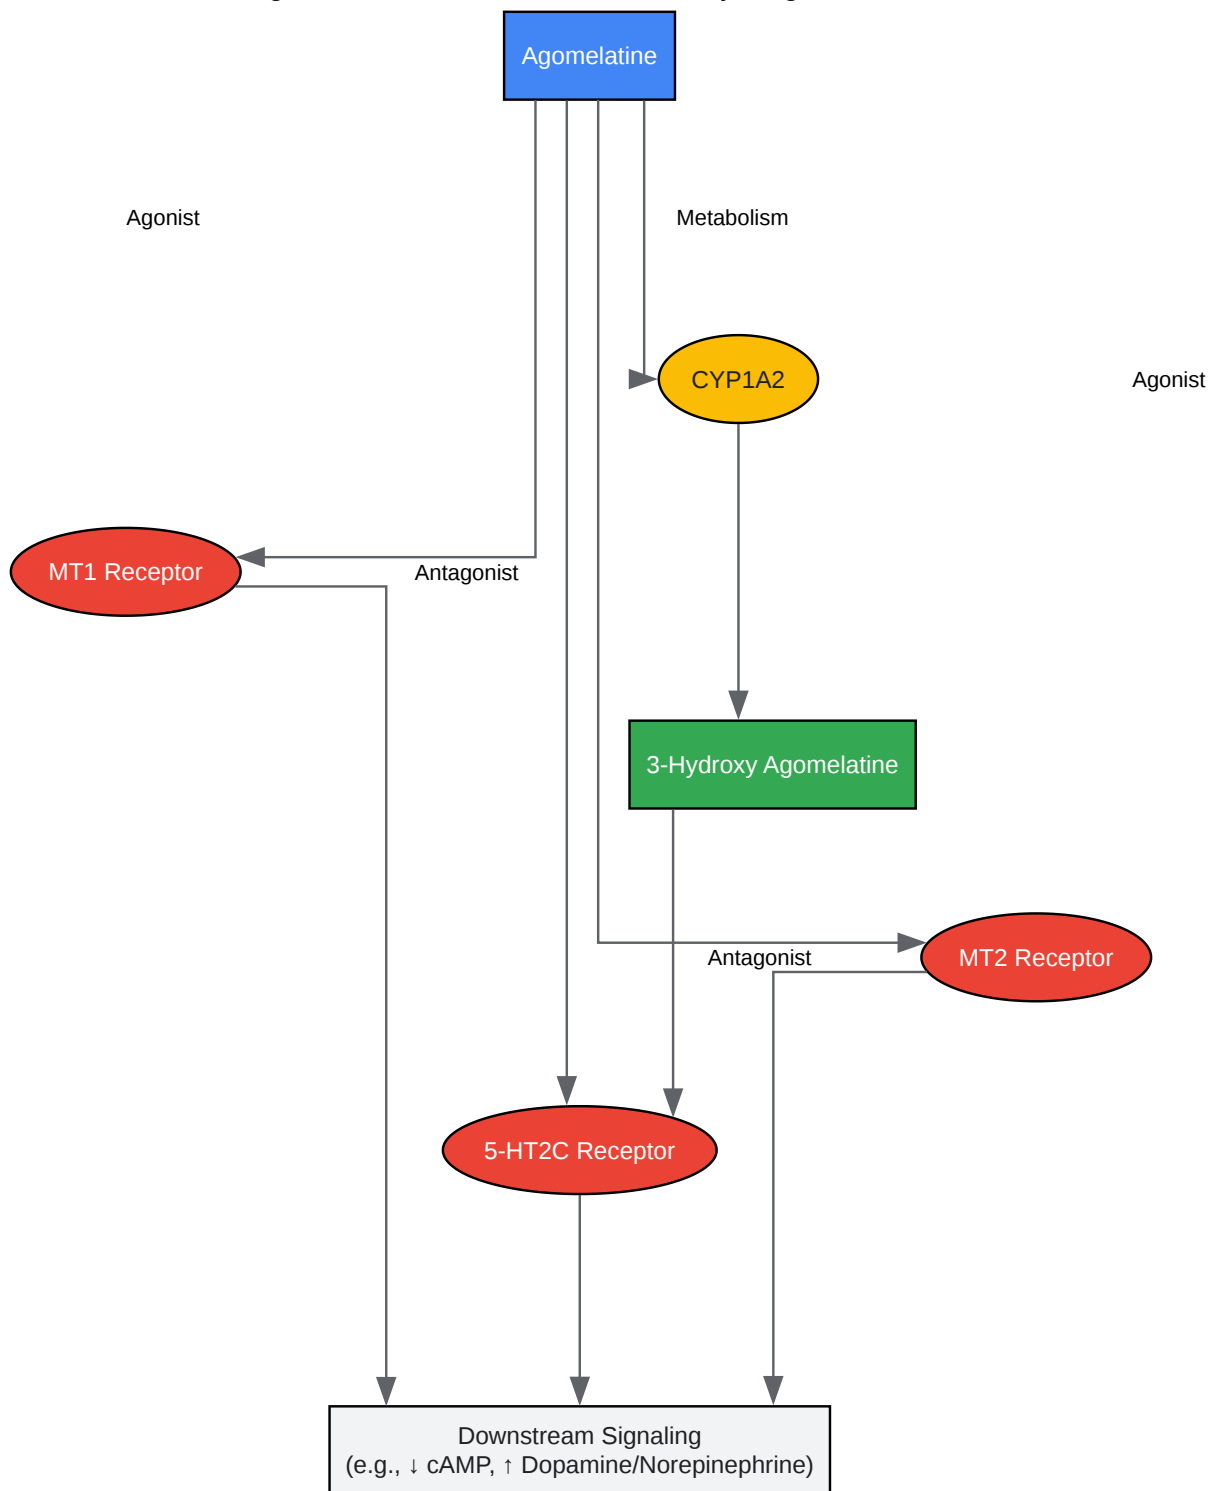 Agomelatine
Agonist
Metabolism
CYP1A2
Agonist
MT1 Receptor
Antagonist
3-Hydroxy Agomelatine
Antagonist
MT2 Receptor
5-HT2C Receptor
Downstream Signaling
(e.g., ↓ cAMP, ↑ Dopamine/Norepinephrine)